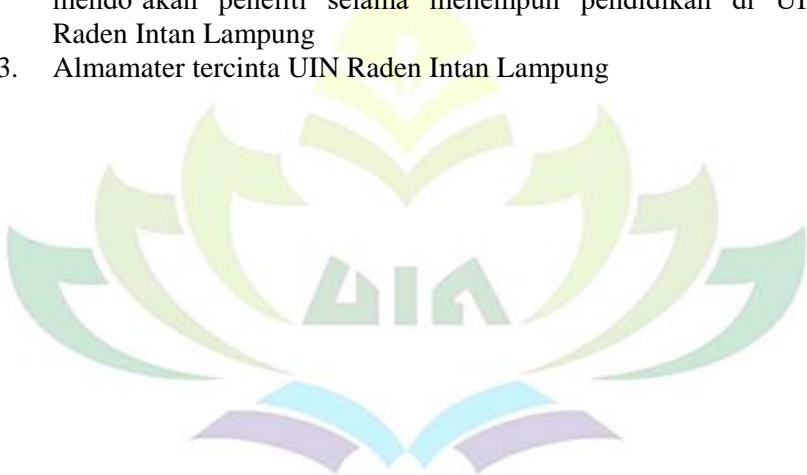 mendo'akan peneliti selama menempuh pendidikan di
Raden Intan Lampung
3. Almamater tercinta UIN Raden Intan Lampung
UIN